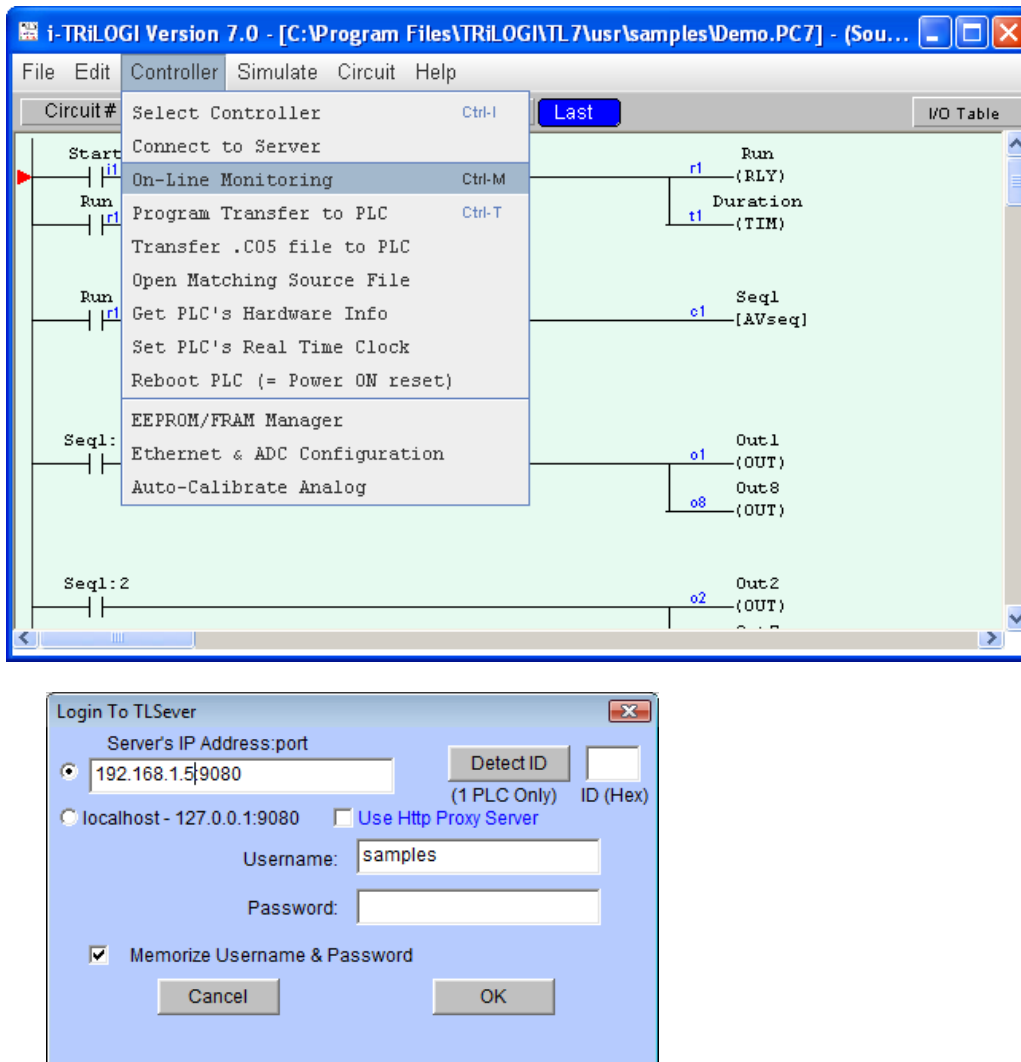 i-TRiLOGI Version 7.0 - [C:\Program Files\TRiLOGI\TL7\usr\samples\Demo.PC7] - (Sou...
File Edit Controller Simulate Circuit Help
Circuit # Last I/O Table
Select Controller Ctrl-I
Connect to Server
On-Line Monitoring Ctrl-M
Program Transfer to PLC Ctrl-T
Transfer .CO5 file to PLC
Open Matching Source File
Get PLC's Hardware Info
Set PLC's Real Time Clock
Reboot PLC (= Power ON reset)
EEPROM/FRAM Manager
Ethernet & ADC Configuration
Auto-Calibrate Analog
Start
i1
Run
r1
Run
r1
Seq1:
Seq1:2
Run
r1 (RLY)
Duration
t1 (TIM)
Seq1
c1 [AVseq]
Out1
o1 (OUT)
Out8
o8 (OUT)
Out2
o2 (OUT)
Login To TLSever
Server's IP Address:port
192.168.1.5:9080
Detect ID
(1 PLC Only) ID (Hex)
localhost - 127.0.0.1:9080 Use Http Proxy Server
Username: samples
Password:
Memorize Username & Password
Cancel OK